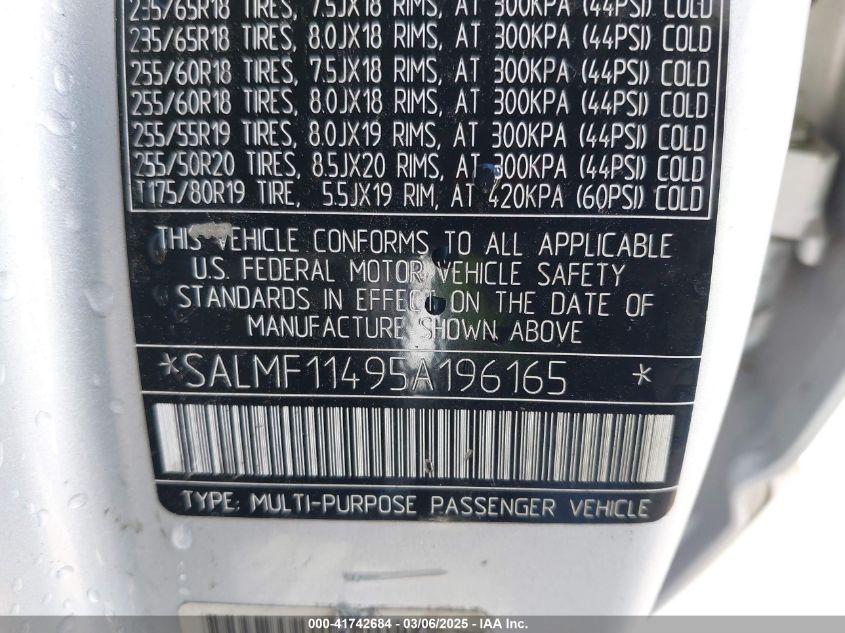 235/65R18 TIRES, 7.5JX18 RIMS, AT 300KPA (44PSI) COLD
235/65R18 TIRES, 8.0JX18 RIMS, AT 300KPA (44PSI) COLD
255/60R18 TIRES, 7.5JX18 RIMS, AT 300KPA (44PSI) COLD
255/60R18 TIRES, 8.0JX18 RIMS, AT 300KPA (44PSI) COLD
255/55R19 TIRES, 8.0JX19 RIMS, AT 300KPA (44PSI) COLD
255/50R20 TIRES, 8.5JX20 RIMS, AT 300KPA (44PSI) COLD
T175/80R19 TIRE, 5.5JX19 RIM, AT 420KPA (60PSI) COLD
THIS VEHICLE CONFORMS TO ALL APPLICABLE
U.S. FEDERAL MOTOR VEHICLE SAFETY
STANDARDS IN EFFECT ON THE DATE OF
MANUFACTURE SHOWN ABOVE
*SALMF11495A196165 *
TYPE: MULTI-PURPOSE PASSENGER VEHICLE
000-41742684 | 03/06/2025 | © IAA Inc.